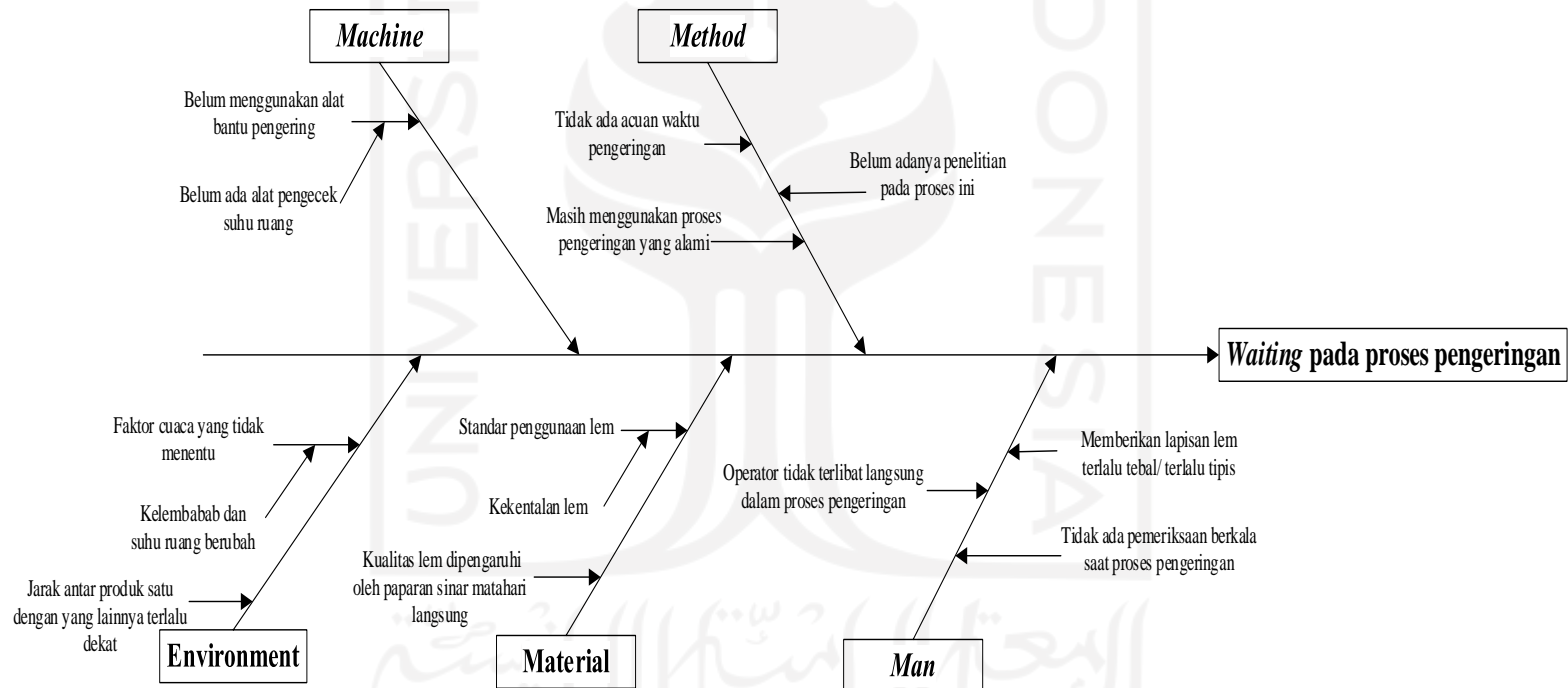 Machine
Method
Belum menggunakan alat
bantu pengering
Belum ada alat pengecek
suhu ruang
Tidak ada acuan waktu
pengeringan
Belum adanya penelitian
pada proses ini
Masih menggunakan proses
pengeringan yang alami
Waiting pada proses pengeringan
Faktor cuaca yang tidak
menentu
Kelembabab dan
suhu ruang berubah
Jarak antar produk satu
dengan yang lainnya terlalu
dekat
Environment
Standar penggunaan lem
Kekentalan lem
Kualitas lem dipengaruhi
oleh paparan sinar matahari
langsung
Material
Memberikan lapisan lem
terlalu tebal/ terlalu tipis
Operator tidak terlibat langsung
dalam proses pengeringan
Tidak ada pemeriksaan berkala
saat proses pengeringan
Man